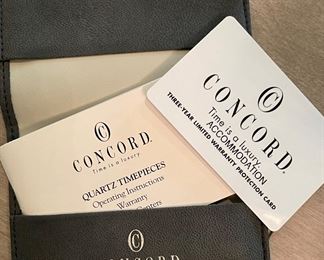 C
CONCORD®
Time is a luxury.
QUARTZ TIMEPIECES
Operating Instructions
Warranty
Centers
C
CONCORD®
Time is a luxury.
ACCOMMODATION
THREE-YEAR LIMITED WARRANTY PROTECTION CARD
C
CONCORD